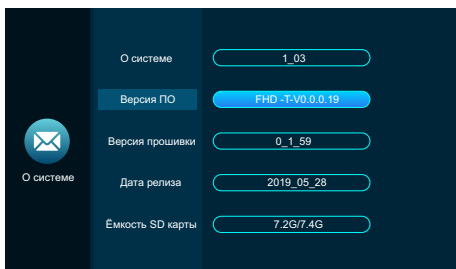 О системе 1_03
Версия ПО FHD -T-V0.0.0.19
Версия прошивки 0_1_59
О системе
Дата релиза 2019_05_28
Ёмкость SD карты 7.2G/7.4G